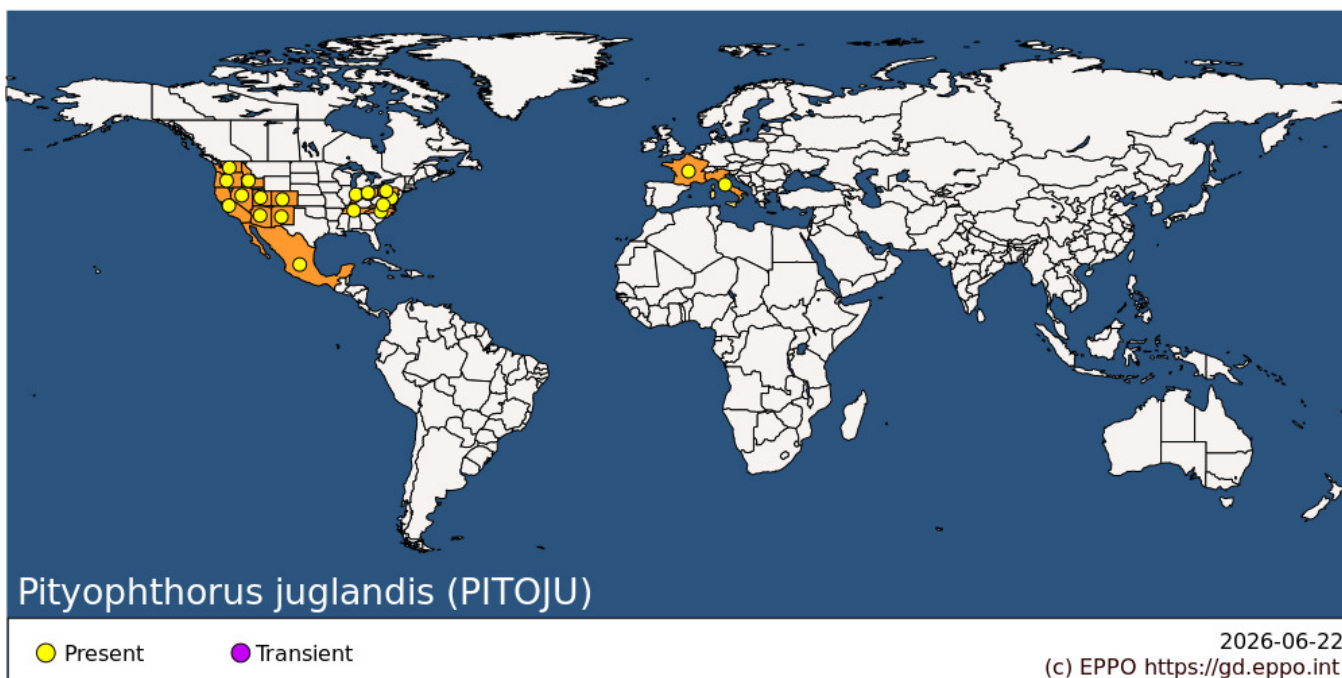 Pityophthorus juglandis (PITOJU)
Present
Transient
2026-06-22
(c) EPPO https://gd.eppo.int